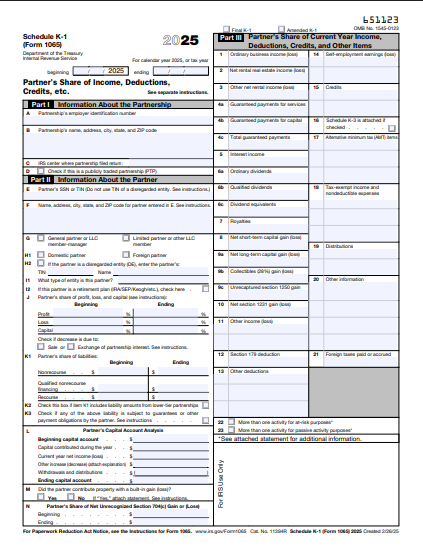 651123
Final K-1
Amended K-1
OMB No. 1545-0123
Schedule K-1
(Form 1065)
2025
Department of the Treasury
Internal Revenue Service
For calendar year 2025, or tax year
beginning / / 2025 ending / /
Partner's Share of Income, Deductions,
Credits, etc.
See separate instructions.
Part I Information About the Partnership
A Partnership's employer identification number
B Partnership's name, address, city, state, and ZIP code
C IRS center where partnership filed return:
D Check if this is a publicly traded partnership (PTP)
Part II Information About the Partner
E Partner's SSN or TIN (Do not use TIN of a disregarded entity. See instructions.)
F Name, address, city, state, and ZIP code for partner entered in E. See instructions.
G General partner or LLC member-manager
Limited partner or other LLC member
H1 Domestic partner
Foreign partner
H2 If the partner is a disregarded entity (DE), enter the partner's:
TIN Name
I1 What type of entity is this partner?
I2 If this partner is a retirement plan (IRA/SEP/Keogh/etc.), check here
J Partner's share of profit, loss, and capital (see instructions):
Beginning Ending
Profit % %
Loss % %
Capital % %
Check if decrease is due to:
Sale or Exchange of partnership interest. See instructions.
K1 Partner's share of liabilities:
Beginning Ending
Nonrecourse . . $ $
Qualified nonrecourse
financing . . . $ $
Recourse . . . $ $
K2 Check this box if item K1 includes liability amounts from lower-tier partnerships
K3 Check if any of the above liability is subject to guarantees or other
payment obligations by the partner. See instructions
L Partner's Capital Account Analysis
Beginning capital account . . . $
Capital contributed during the year . . $
Current year net income (loss) . . . $
Other increase (decrease) (attach explanation) $
Withdrawals and distributions . . . $ ( )
Ending capital account . . . . $
M Did the partner contribute property with a built-in gain (loss)?
Yes No If "Yes," attach statement. See instructions.
N Partner's Share of Net Unrecognized Section 704(c) Gain or (Loss)
Beginning . . . . . . . $
Ending . . . . . . . . $
Part III Partner's Share of Current Year Income,
Deductions, Credits, and Other Items
1 Ordinary business income (loss)
2 Net rental real estate income (loss)
3 Other net rental income (loss)
4a Guaranteed payments for services
4b Guaranteed payments for capital
4c Total guaranteed payments
5 Interest income
6a Ordinary dividends
6b Qualified dividends
6c Dividend equivalents
7 Royalties
8 Net short-term capital gain (loss)
9a Net long-term capital gain (loss)
9b Collectibles (28%) gain (loss)
9c Unrecaptured section 1250 gain
10 Net section 1231 gain (loss)
11 Other income (loss)
12 Section 179 deduction
13 Other deductions
14 Self-employment earnings (loss)
15 Credits
16 Schedule K-3 is attached if
checked . . . . .
17 Alternative minimum tax (AMT) items
18 Tax-exempt income and
nondeductible expenses
19 Distributions
20 Other information
21 Foreign taxes paid or accrued
22 More than one activity for at-risk purposes*
23 More than one activity for passive activity purposes*
*See attached statement for additional information.
For IRS Use Only
For Paperwork Reduction Act Notice, see the Instructions for Form 1065. www.irs.gov/Form1065 Cat. No. 11394R Schedule K-1 (Form 1065) 2025 Created 2/26/25